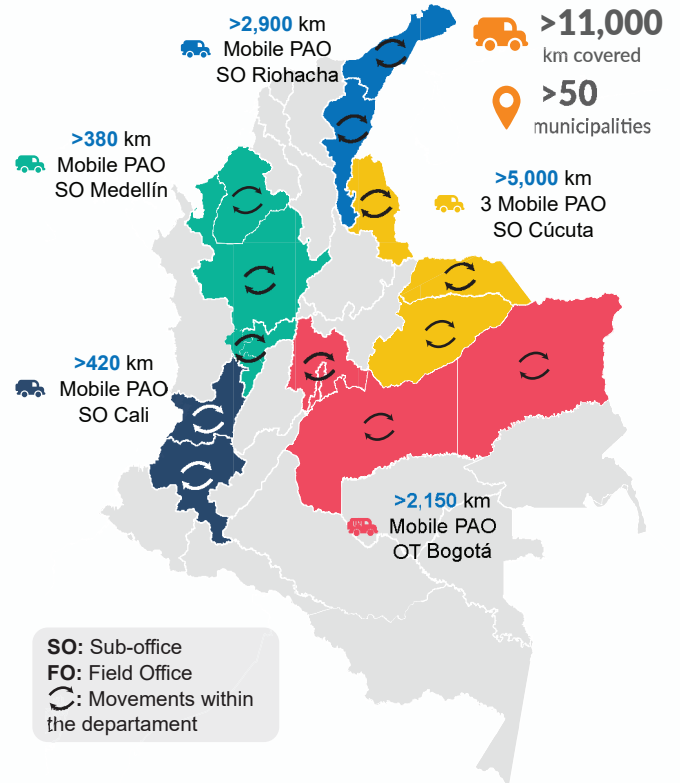 >2,900 km
Mobile PAO
SO Riohacha
>11,000
km covered
>50
municipalities
>380 km
Mobile PAO
SO Medellín
>5,000 km
3 Mobile PAO
SO Cúcuta
>420 km
Mobile PAO
SO Cali
>2,150 km
Mobile PAO
OT Bogotá
SO: Sub-office
FO: Field Office
: Movements within
the departament